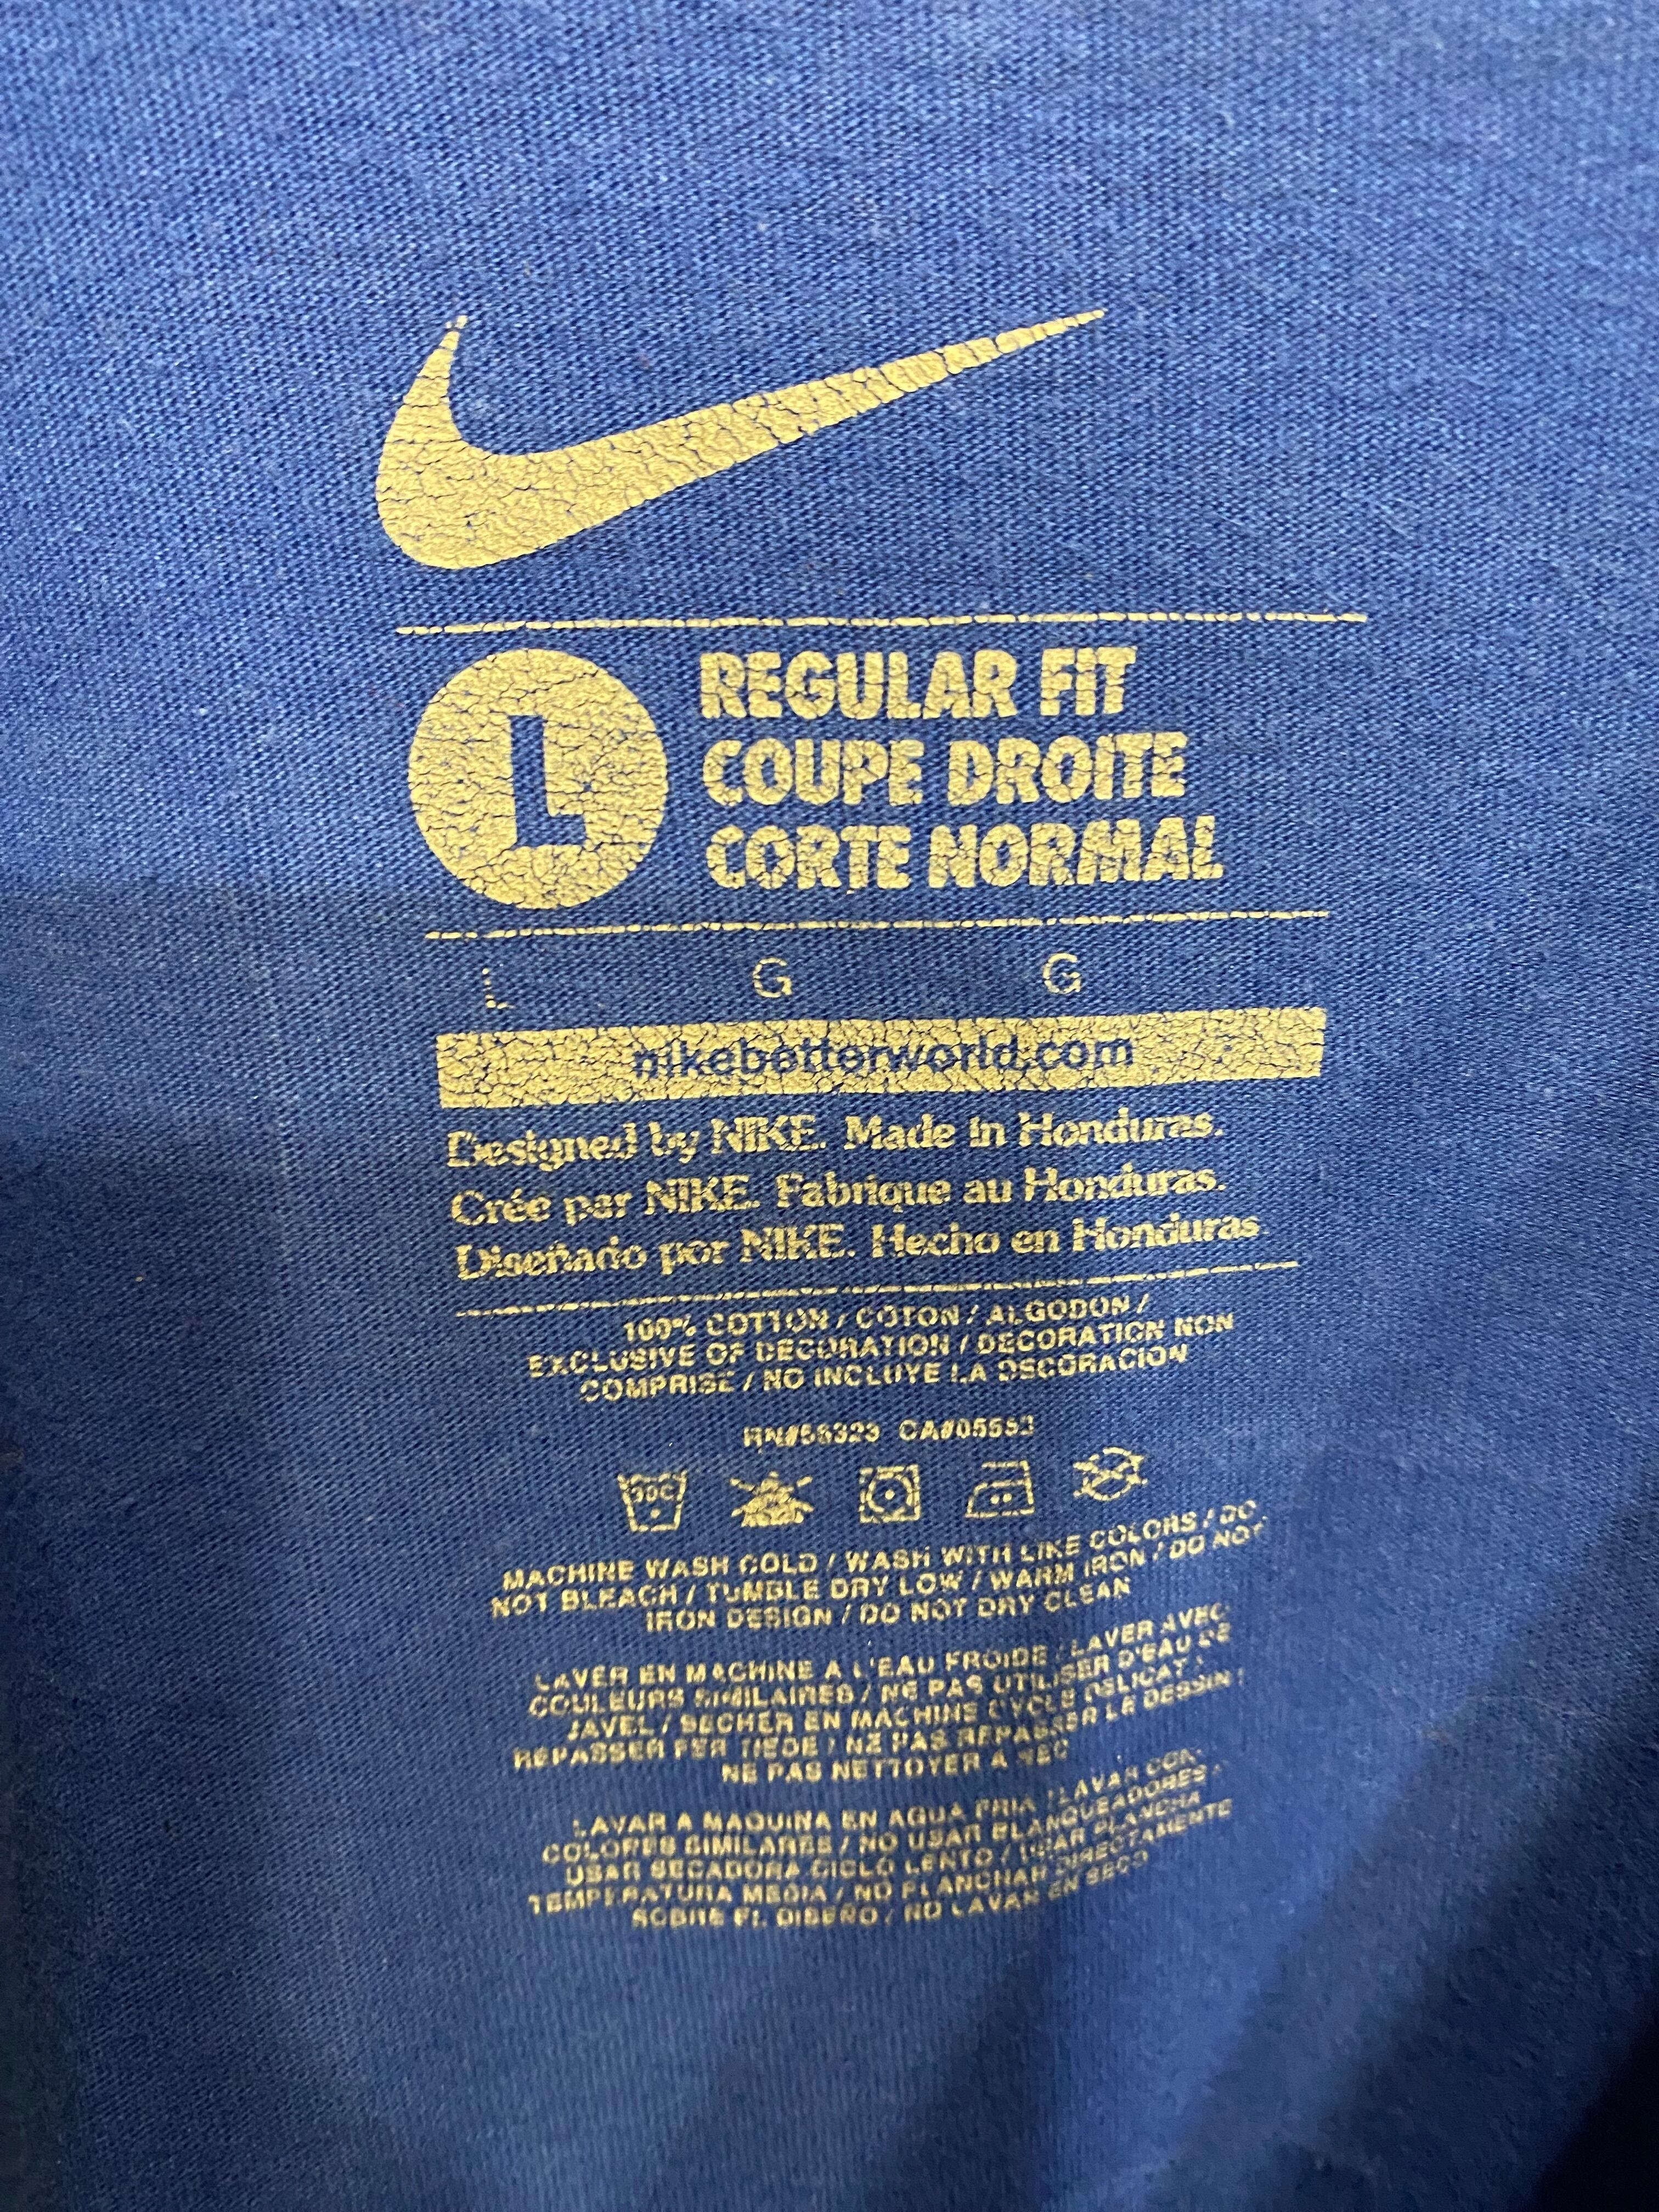 L
REGULAR FIT
COUPE DROITE
CORTE NORMAL
L G G
nikebetterworld.com
Designed by NIKE. Made in Honduras.
Crée par NIKE. Fabrique au Honduras.
Diseñado por NIKE. Hecho en Honduras.
100% COTTON / COTON / ALGODON /
EXCLUSIVE OF DECORATION / DECORATION NON
COMPRISE / NO INCLUYE LA DECORACION
RN#56323 CA#05553
30C
MACHINE WASH COLD / WASH WITH LIKE COLORS / DO
NOT BLEACH / TUMBLE DRY LOW / WARM IRON / DO NOT
IRON DESIGN / DO NOT DRY CLEAN
LAVER EN MACHINE A L'EAU FROIDE / LAVER AVEC
COULEURS SIMILAIRES / NE PAS UTILISER D'EAU DE
JAVEL / SECHER EN MACHINE CYCLE DELICAT /
REPASSER FER TIEDE / NE PAS REPASSER LE DESSIN /
NE PAS NETTOYER A SEC
LAVAR A MAQUINA EN AGUA FRIA / LAVAR CON
COLORES SIMILARES / NO USAR BLANQUEADORES /
USAR SECADORA CICLO LENTO / USAR PLANCHA
TEMPERATURA MEDIA / NO PLANCHAR DIRECTAMENTE
SOBRE EL DISEÑO / NO LAVAR EN SECO